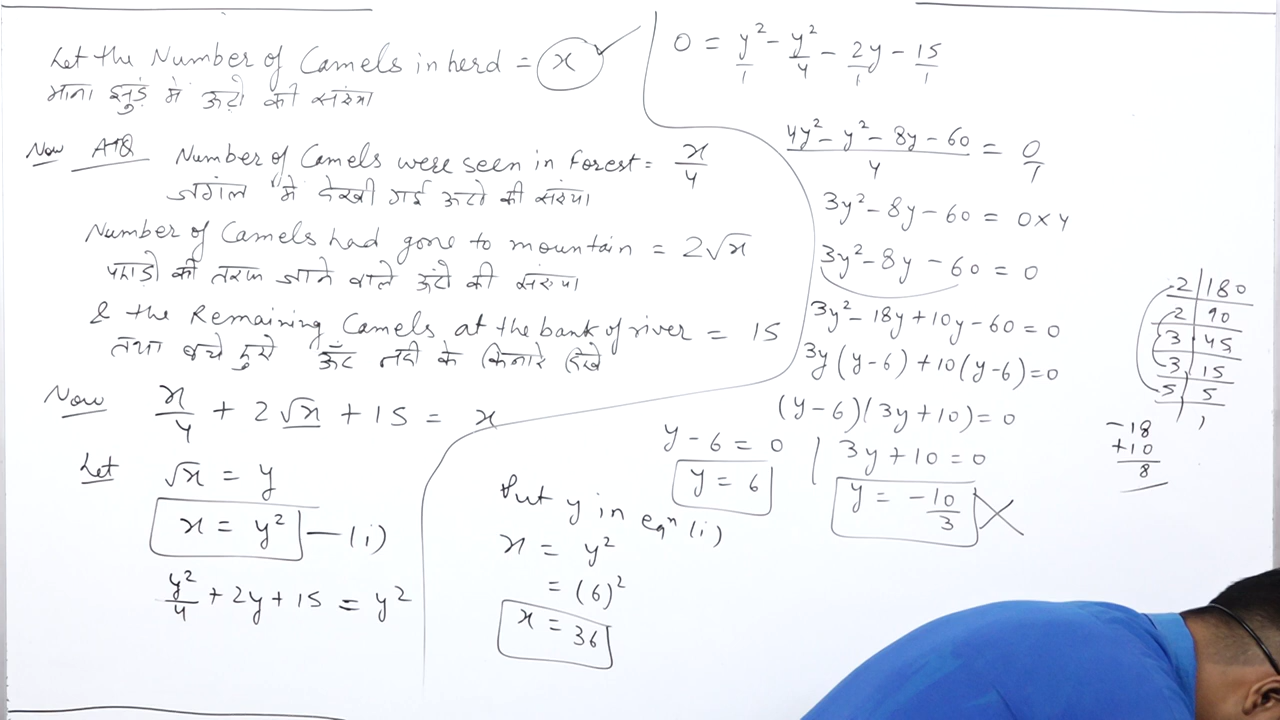 Let the Number of Camels in herd = x
माना झुंड में ऊंटो की संख्या
Now ATQ Number of Camels were seen in Forest = x/4
जगंल में देखी गई ऊंटो की संख्या
Number of Camels had gone to mountain = 2√x
पहाड़ो की तरफ जाने वाले ऊंटो की संख्या
& the Remaining Camels at the bank of river = 15
तथा बचे हुये ऊँट नदी के किनारे देखे
Now x/4 + 2√x + 15 = x
Let √x = y
x = y² —(i)
y²/4 + 2y + 15 = y²
0 = y²/1 - y²/4 - 2y/1 - 15/1
(4y² - y² - 8y - 60)/4 = 0/1
3y² - 8y - 60 = 0×4
3y² - 8y - 60 = 0
3y² - 18y + 10y - 60 = 0
3y(y-6) + 10(y-6) = 0
(y-6)(3y+10) = 0
y - 6 = 0 | 3y + 10 = 0
y = 6 y = -10/3
Put y in eqⁿ (i)
x = y²
= (6)²
x = 36
2 | 180
2 | 90
3 | 45
3 | 15
5 | 5
| 1
-18
+10
8